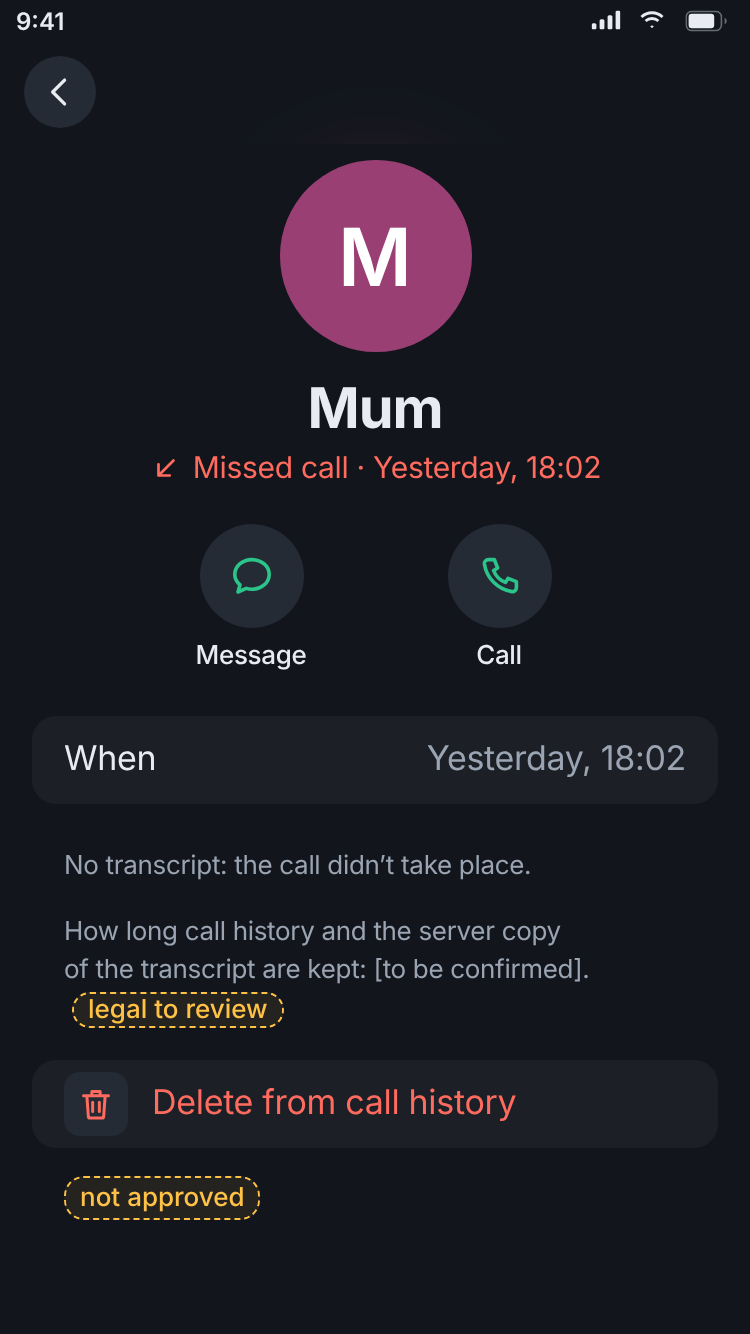 9:41
M
Mum
Missed call · Yesterday, 18:02
Message
Call
When
Yesterday, 18:02
No transcript: the call didn’t take place.
How long call history and the server copy
of the transcript are kept: [to be confirmed].
legal to review
Delete from call history
not approved